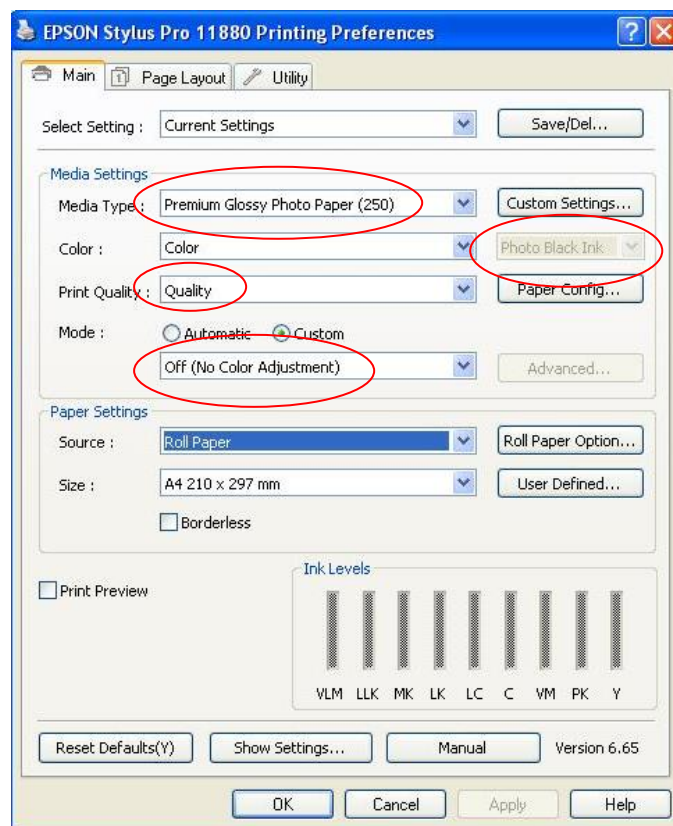 EPSON Stylus Pro 11880 Printing Preferences
Main Page Layout Utility
Select Setting : Current Settings Save/Del...
Media Settings
Media Type : Premium Glossy Photo Paper (250) Custom Settings...
Color : Color Photo Black Ink
Print Quality : Quality Paper Config...
Mode : Automatic Custom
Off (No Color Adjustment) Advanced...
Paper Settings
Source : Roll Paper Roll Paper Option...
Size : A4 210 x 297 mm User Defined...
Borderless
Print Preview
Ink Levels
VLM LLK MK LK LC C VM PK Y
Reset Defaults(Y) Show Settings... Manual Version 6.65
OK Cancel Apply Help